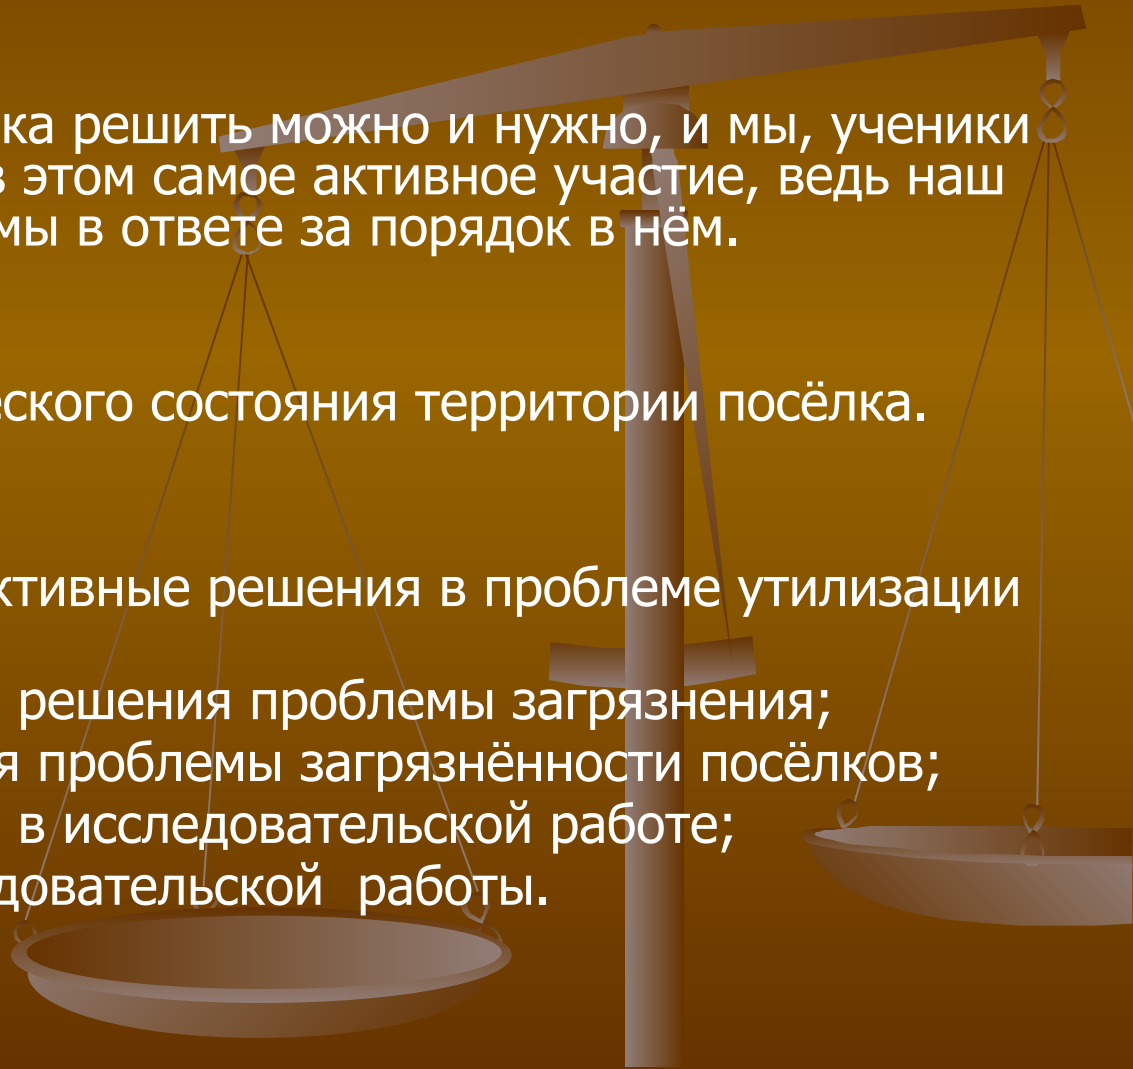 ка решить можно и нужно, и мы, ученики
в этом самое активное участие, ведь наш
мы в ответе за порядок в нём.
еского состояния территории посёлка.
ктивные решения в проблеме утилизации
решения проблемы загрязнения;
я проблемы загрязнённости посёлков;
в исследовательской работе;
довательской работы.